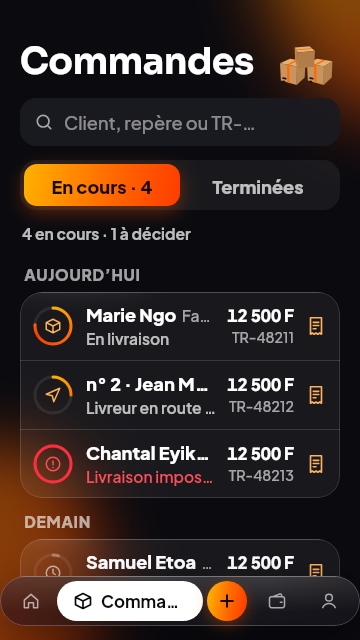 Commandes
Client, repère ou TR-…
En cours · 4
Terminées
4 en cours · 1 à décider
AUJOURD’HUI
Marie Ngo Fa… 12 500 F
En livraison TR-48211
n° 2 · Jean M… 12 500 F
Livreur en route … TR-48212
Chantal Eyik… 12 500 F
Livraison impos… TR-48213
DEMAIN
Samuel Etoa … 12 500 F
Comma…